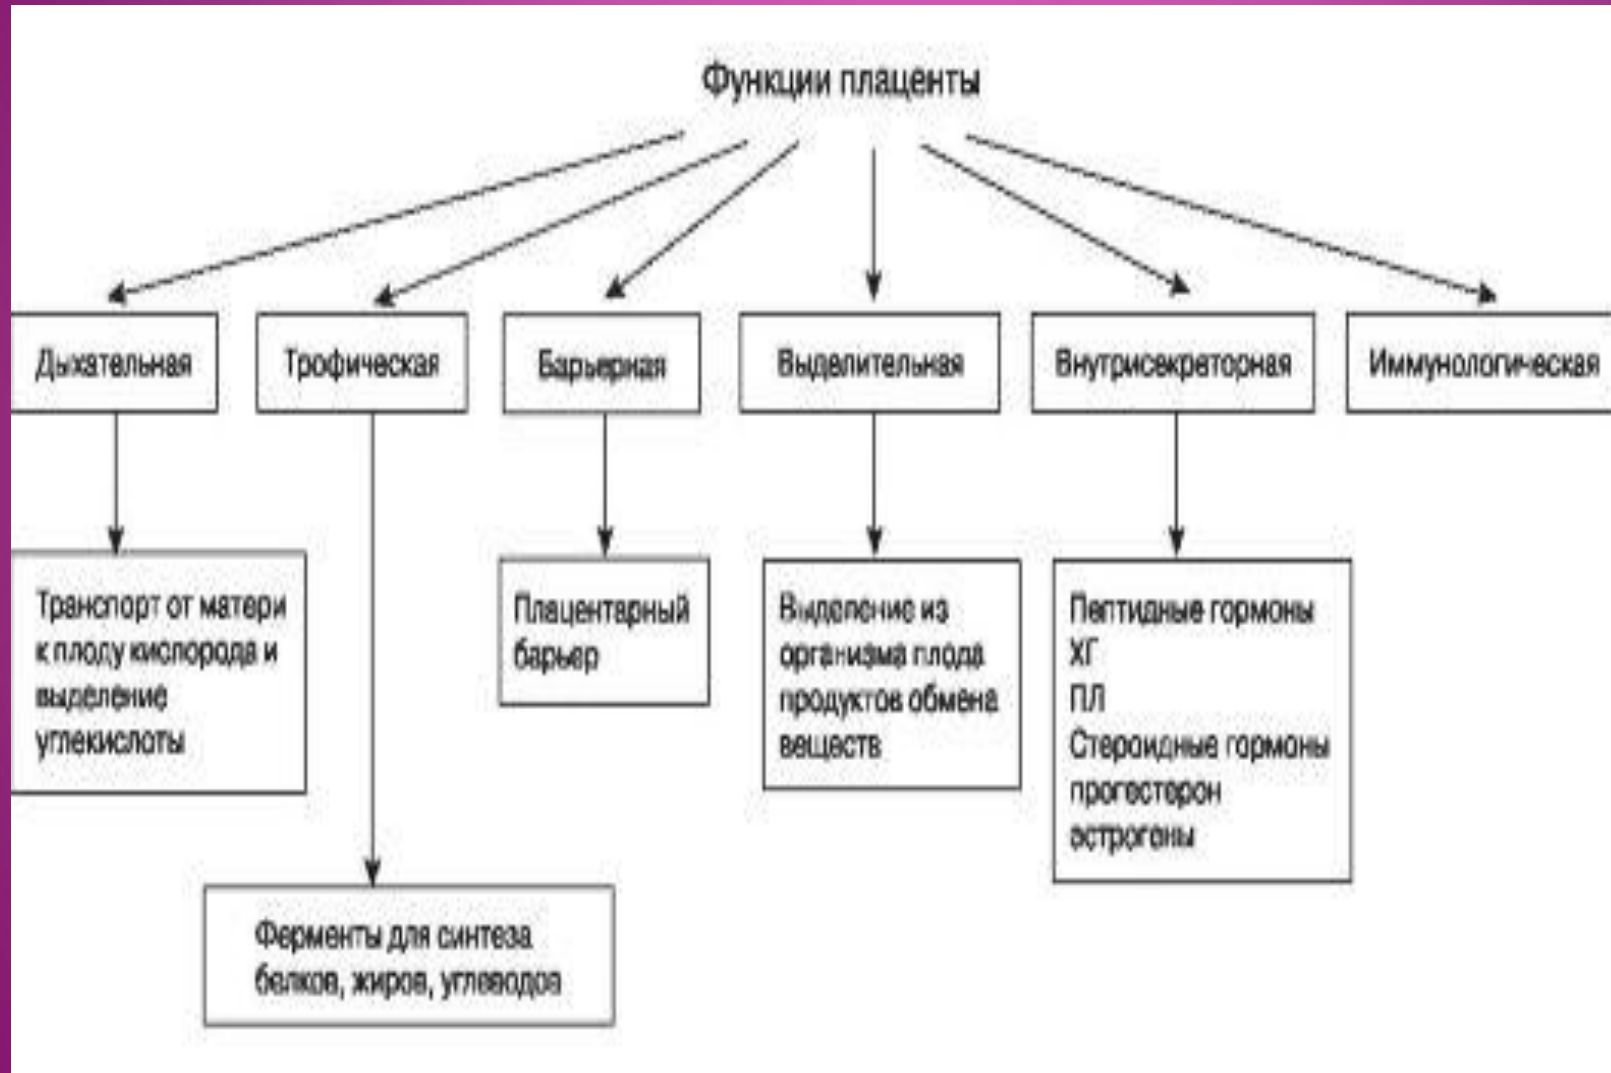 Функции плаценты
Дыхательная
Трофическая
Барьерная
Выделительная
Внутрисекреторная
Иммунологическая
Транспорт от матери
к плоду кислорода и
выделение
углекислоты
Плацентарный
барьер
Выделение из
организма плода
продуктов обмена
веществ
Пептидные гормоны
ХГ
ПЛ
Стероидные гормоны
прогестерон
эстрогены
Ферменты для синтеза
белков, жиров, углеводов